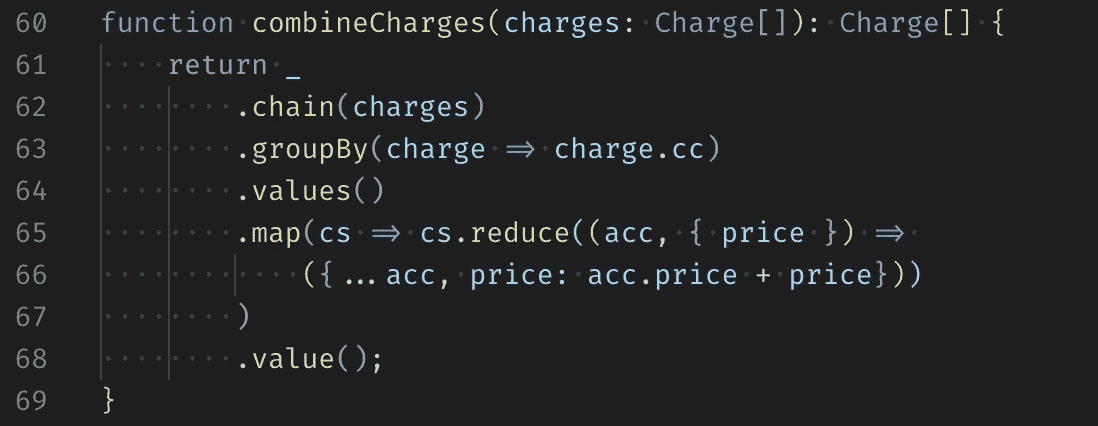 60 function combineCharges(charges: Charge[]): Charge[] {
61     return _
62         .chain(charges)
63         .groupBy(charge => charge.cc)
64         .values()
65         .map(cs => cs.reduce((acc, { price }) =>
66             ({...acc, price: acc.price + price}))
67         )
68         .value();
69 }